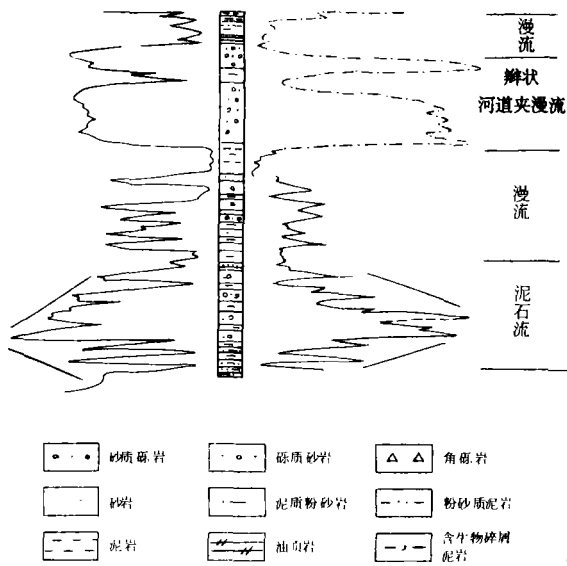 漫
流
辫状
河道夹漫流
漫
流
泥
石
流
砂质砾岩
砾质砂岩
角砾岩
砂岩
泥质粉砂岩
粉砂质泥岩
泥岩
油页岩
含生物碎屑
泥岩